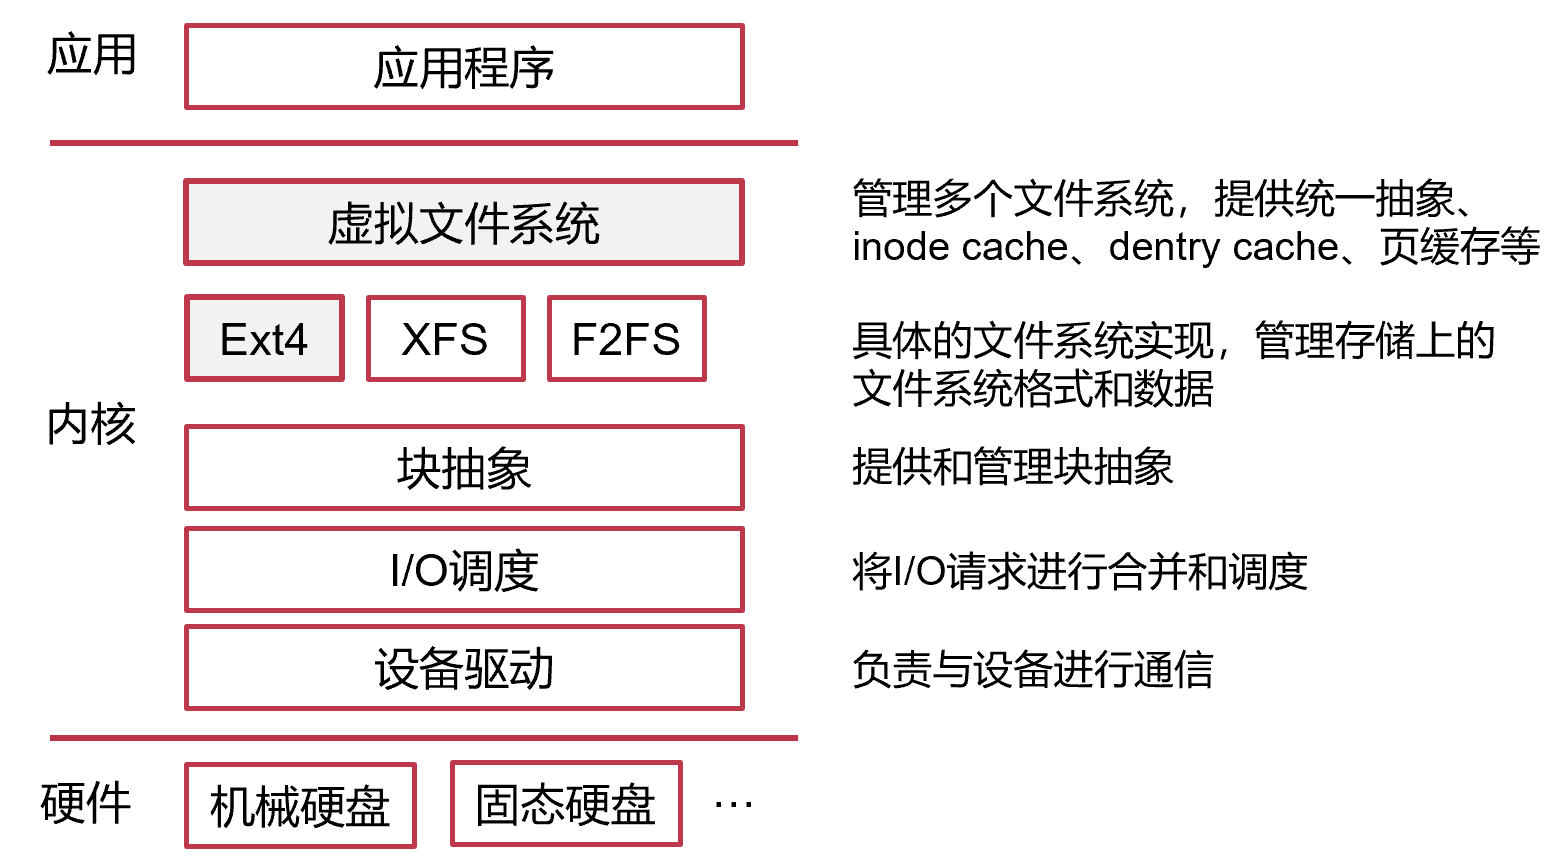 应用
应用程序
虚拟文件系统
管理多个文件系统，提供统一抽象、
inode cache、dentry cache、页缓存等
Ext4
XFS
F2FS
具体的文件系统实现，管理存储上的
文件系统格式和数据
内核
块抽象
提供和管理块抽象
I/O调度
将I/O请求进行合并和调度
设备驱动
负责与设备进行通信
硬件
机械硬盘
固态硬盘
…